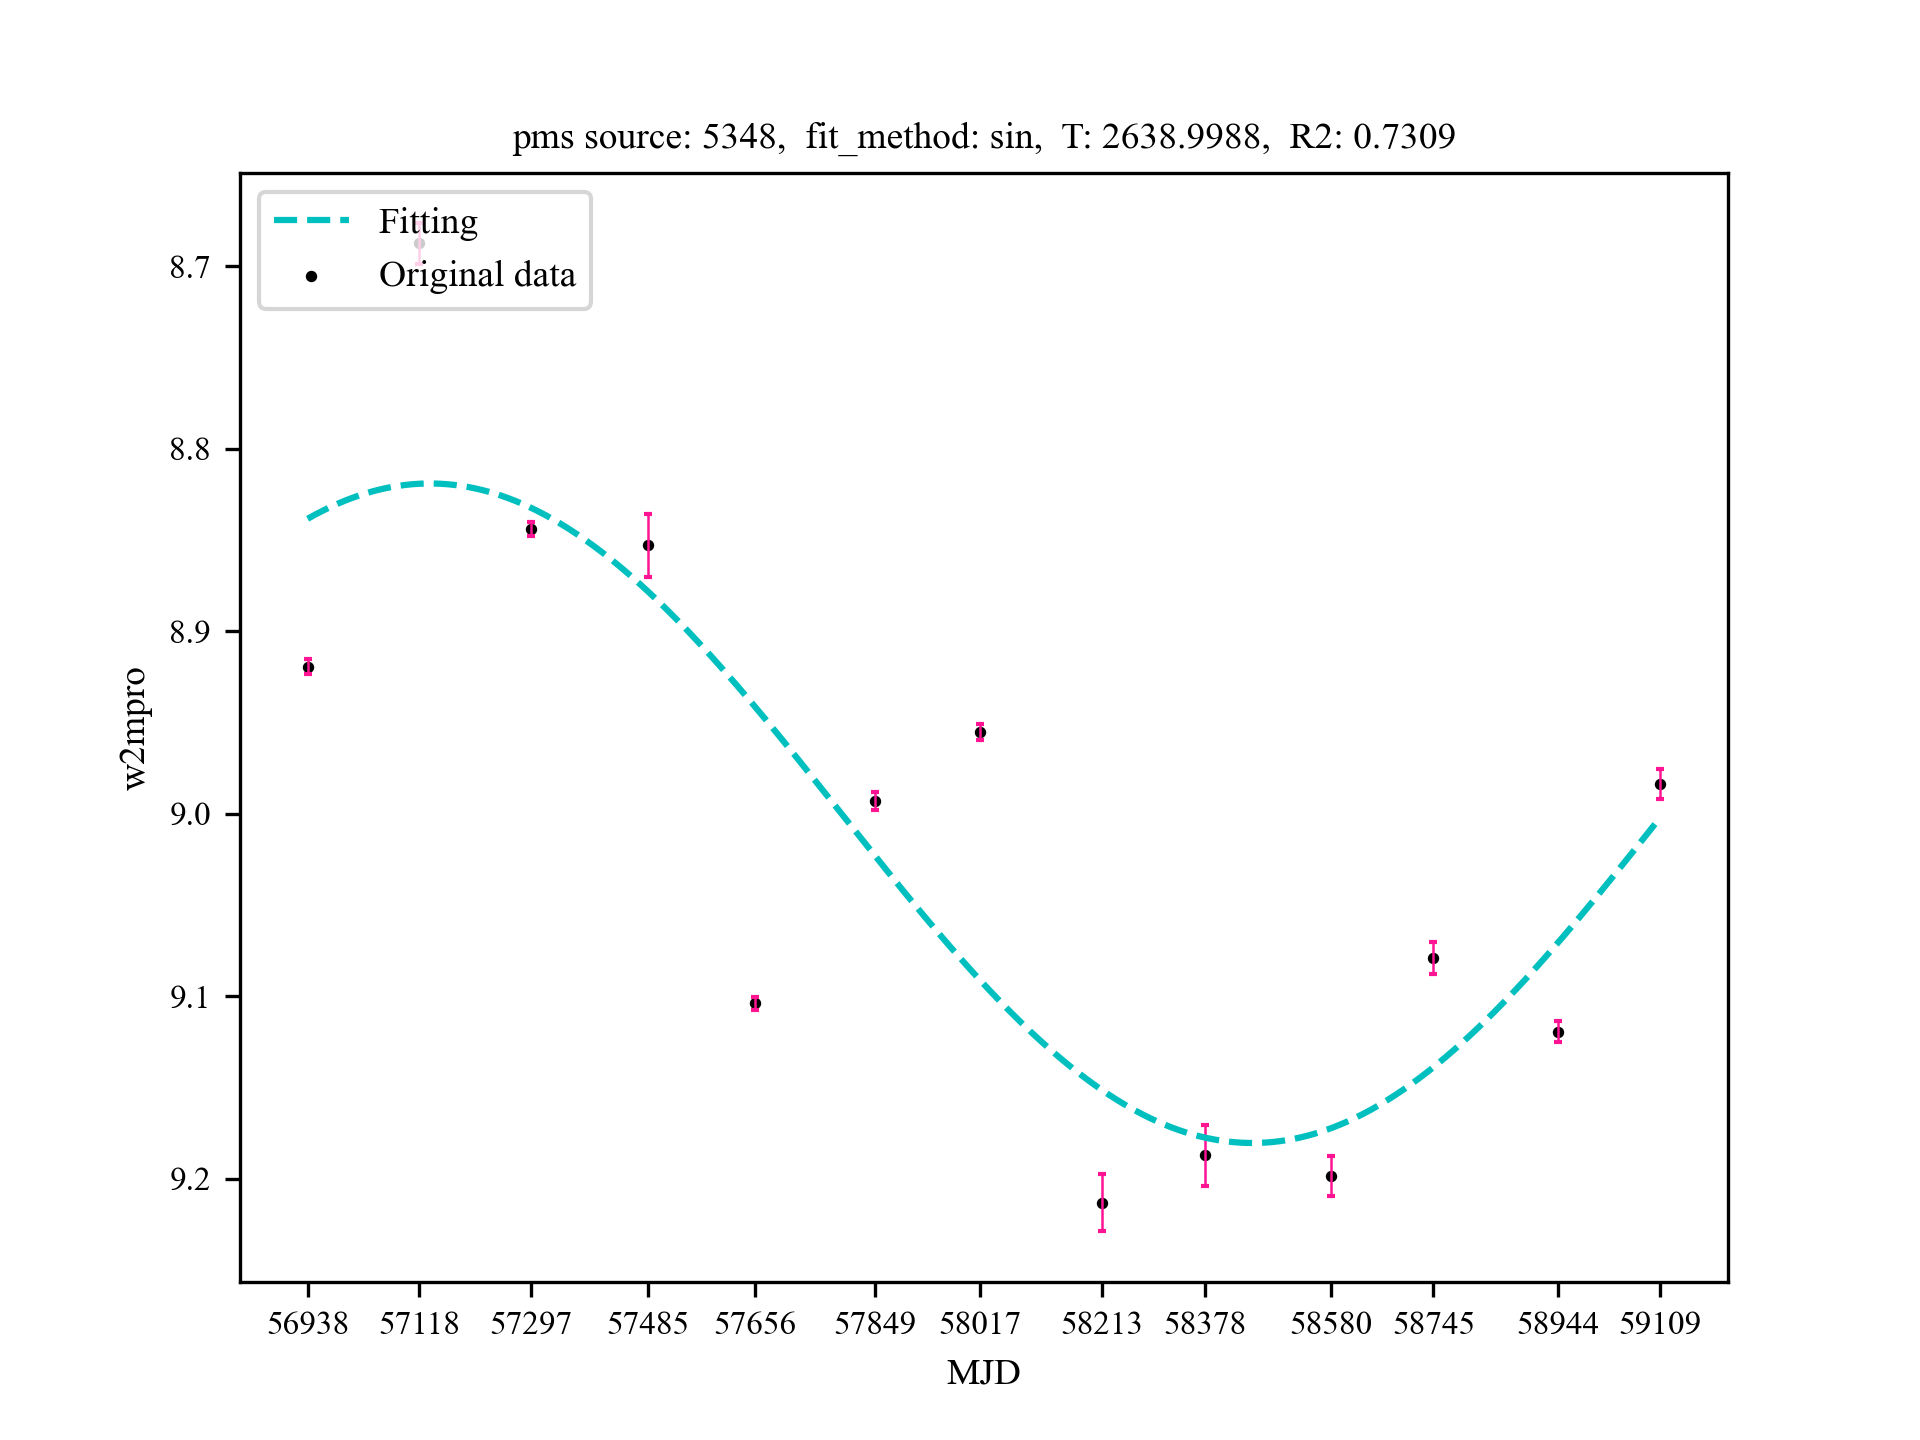 pms source: 5348,  fit_method: sin,  T: 2638.9988,  R2: 0.7309
Fitting
Original data
8.7
8.8
8.9
9.0
9.1
9.2
w2mpro
56938 57118 57297 57485 57656 57849 58017 58213 58378 58580 58745 58944 59109
MJD